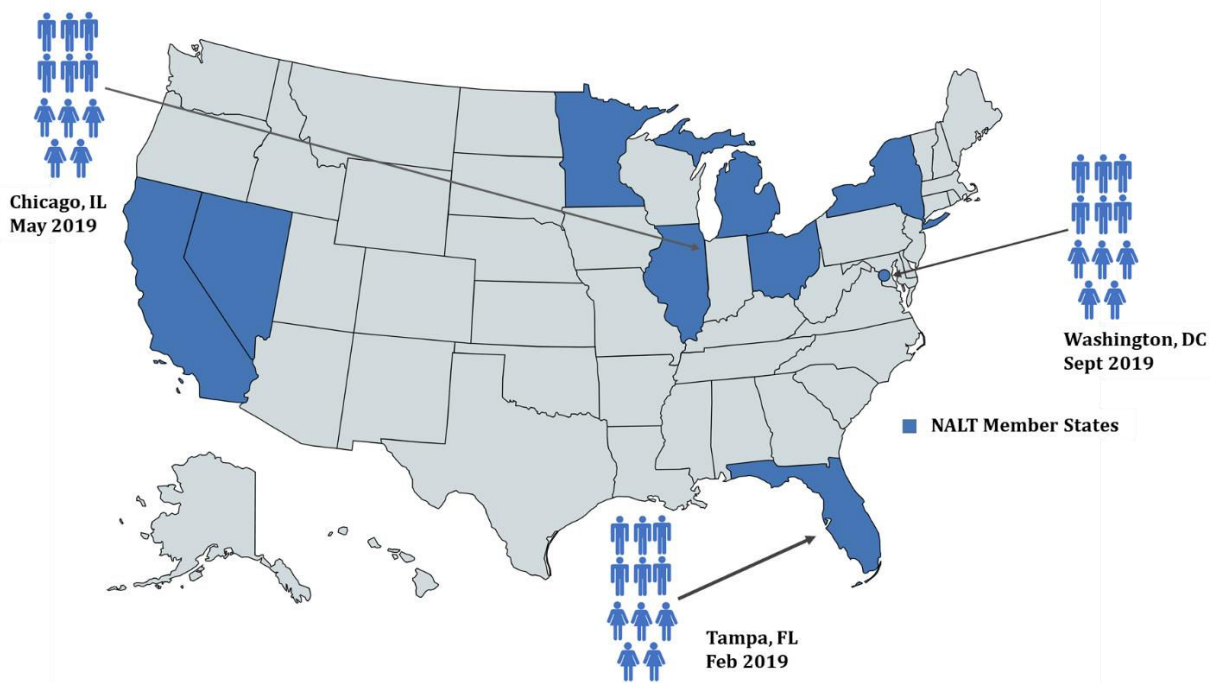 Chicago, IL
May 2019
Washington, DC
Sept 2019
NALT Member States
Tampa, FL
Feb 2019